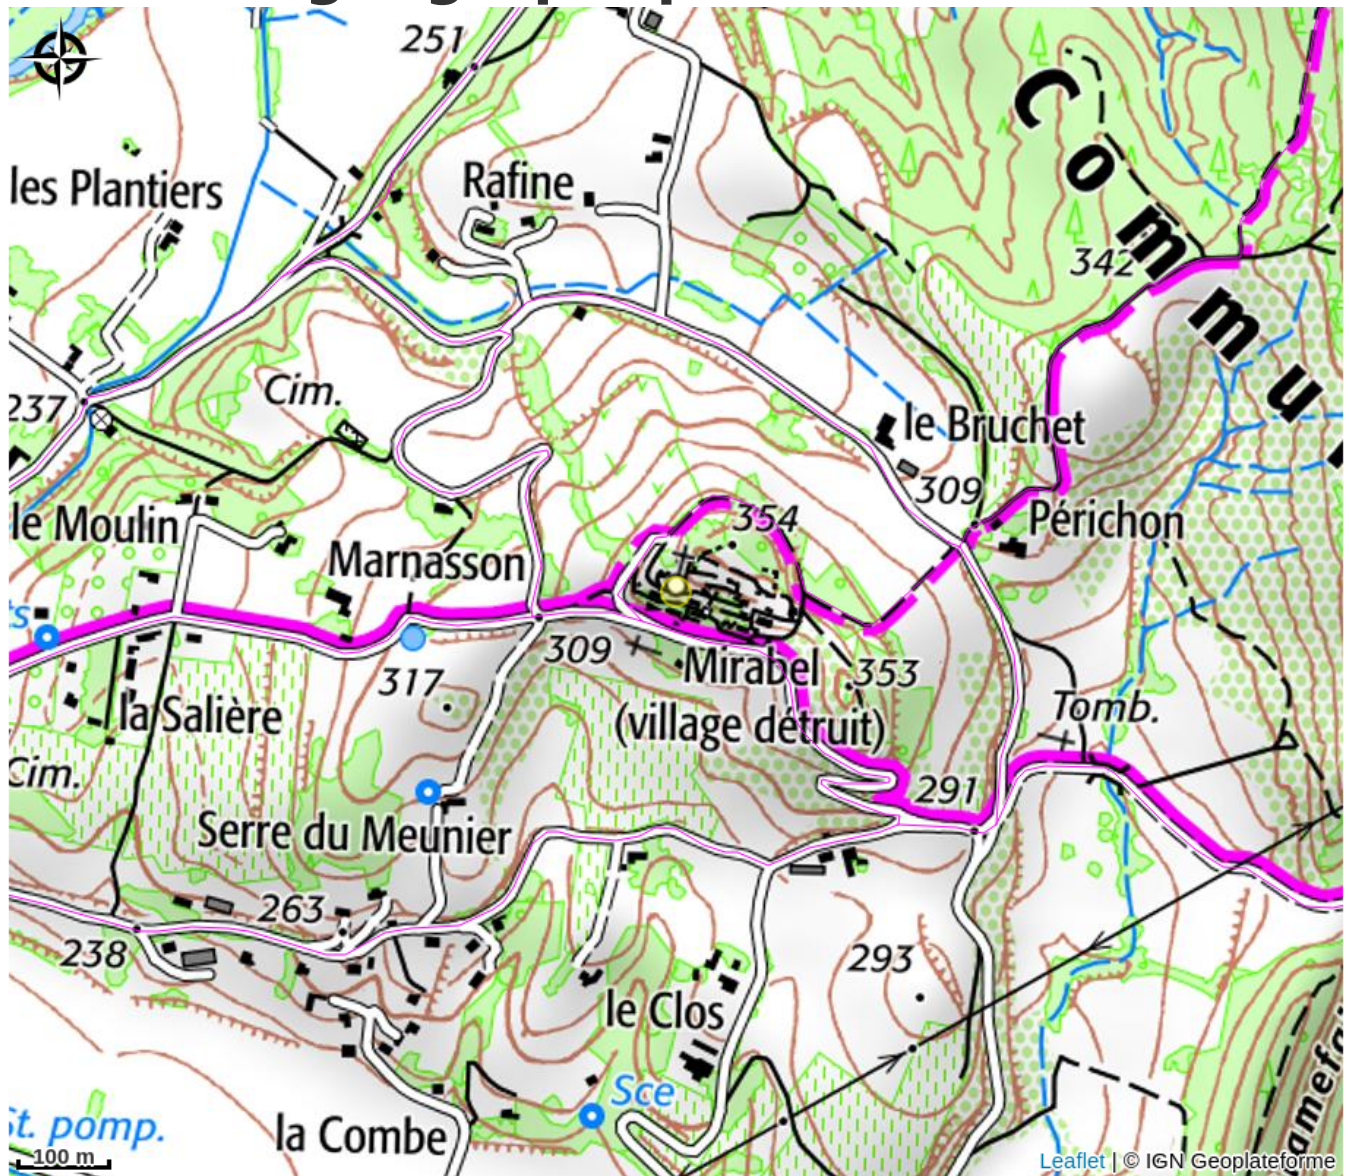 251
les Plantiers
Rafine
342
Comm
u
Cim.
237
le Bruchet
309
le Moulin
354
Périchon
Marnasson
309
Mirabel
(village détruit)
353
317
la Salière
Tomb.
Cim.
291
Serre du Meunier
263
238
293
le Clos
Sce
St. pomp.
la Combe
100 m
Leaflet | © IGN Geoplateforme